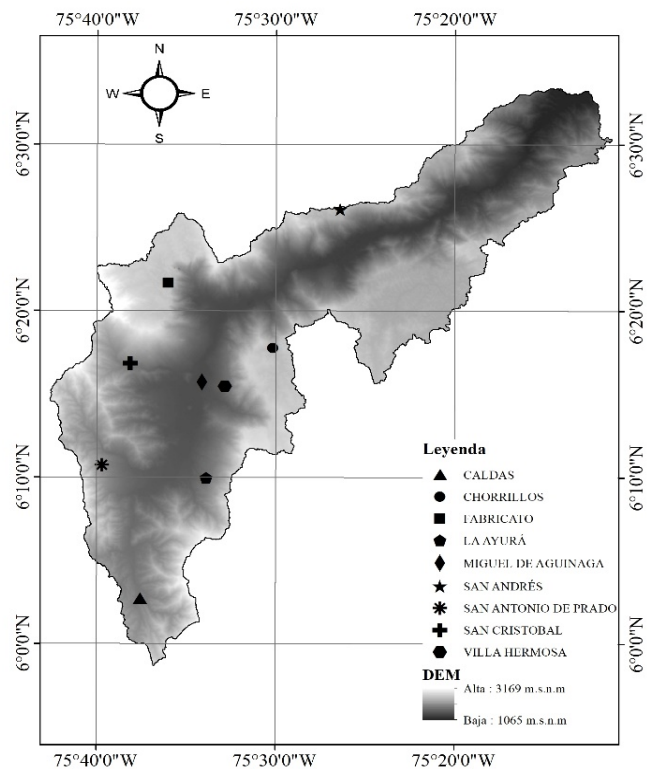 75°40'0"W 75°30'0"W 75°20'0"W
N
W E
S
6°30'0"N 6°30'0"N
6°20'0"N 6°20'0"N
6°10'0"N 6°10'0"N
6°0'0"N 6°0'0"N
Leyenda
CALDAS
CHORRILLOS
FABRICATO
LA AYURÁ
MIGUEL DE AGUINAGA
SAN ANDRÉS
SAN ANTONIO DE PRADO
SAN CRISTOBAL
VILLA HERMOSA
DEM
Alta : 3169 m.s.n.m
Baja : 1065 m.s.n.m
75°40'0"W 75°30'0"W 75°20'0"W